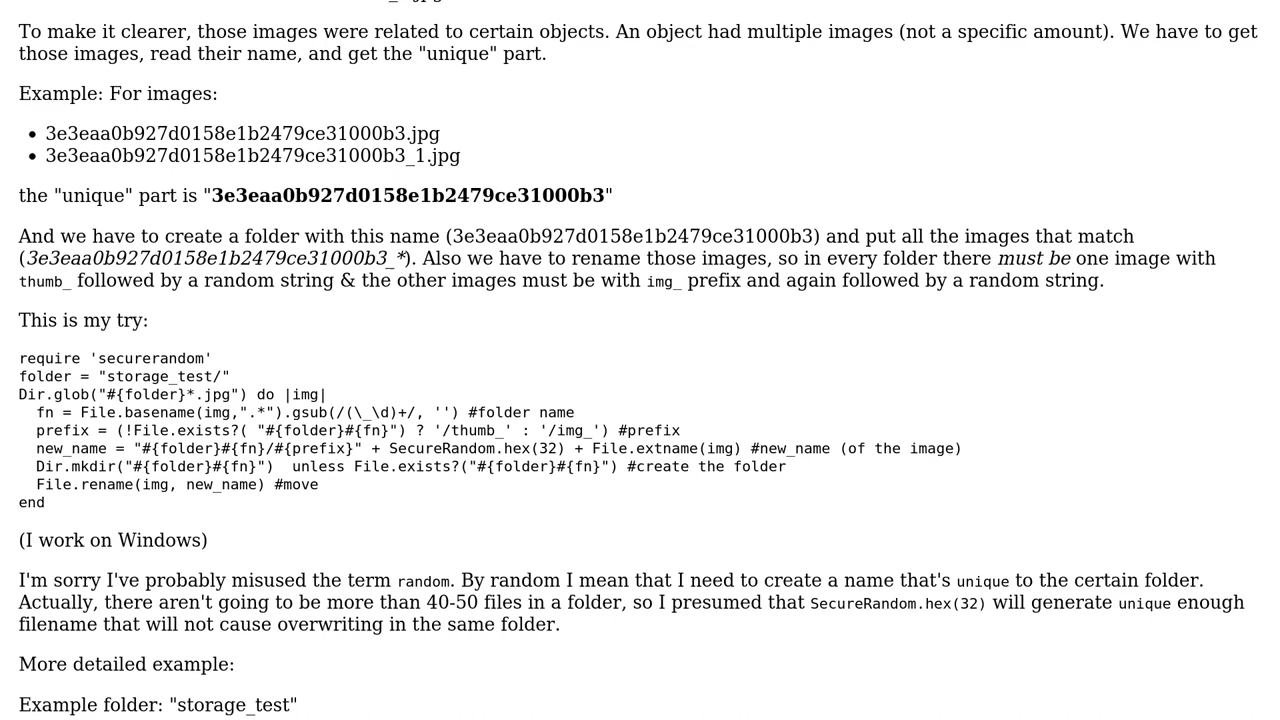 To make it clearer, those images were related to certain objects. An object had multiple images (not a specific amount). We have to get
those images, read their name, and get the "unique" part.
Example: For images:
• 3e3eaa0b927d0158e1b2479ce31000b3.jpg
• 3e3eaa0b927d0158e1b2479ce31000b3_1.jpg
the "unique" part is "3e3eaa0b927d0158e1b2479ce31000b3"
And we have to create a folder with this name (3e3eaa0b927d0158e1b2479ce31000b3) and put all the images that match
(3e3eaa0b927d0158e1b2479ce31000b3_*). Also we have to rename those images, so in every folder there must be one image with
thumb_ followed by a random string & the other images must be with img_ prefix and again followed by a random string.
This is my try:
require 'securerandom'
folder = "storage_test/"
Dir.glob("#{folder}*.jpg") do |img|
  fn = File.basename(img,".*").gsub(/(\_\d)+/, '') #folder name
  prefix = (!File.exists?( "#{folder}#{fn}") ? '/thumb_' : '/img_') #prefix
  new_name = "#{folder}#{fn}/#{prefix}" + SecureRandom.hex(32) + File.extname(img) #new_name (of the image)
  Dir.mkdir("#{folder}#{fn}")  unless File.exists?("#{folder}#{fn}") #create the folder
  File.rename(img, new_name) #move
end
(I work on Windows)
I'm sorry I've probably misused the term random. By random I mean that I need to create a name that's unique to the certain folder.
Actually, there aren't going to be more than 40-50 files in a folder, so I presumed that SecureRandom.hex(32) will generate unique enough
filename that will not cause overwriting in the same folder.
More detailed example:
Example folder: "storage_test"